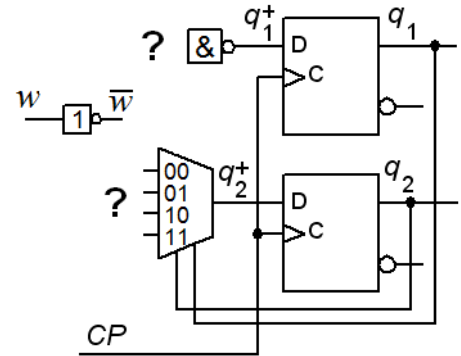 ? & q₁⁺ D q₁
C
w 1 w̅
? 00 q₂⁺ D q₂
01
10 C
11
CP